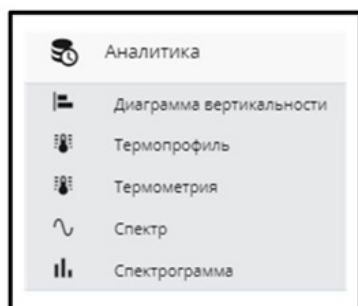 Аналитика
Диаграмма вертикальности
Термопрофиль
Термометрия
Спектр
Спектрограмма